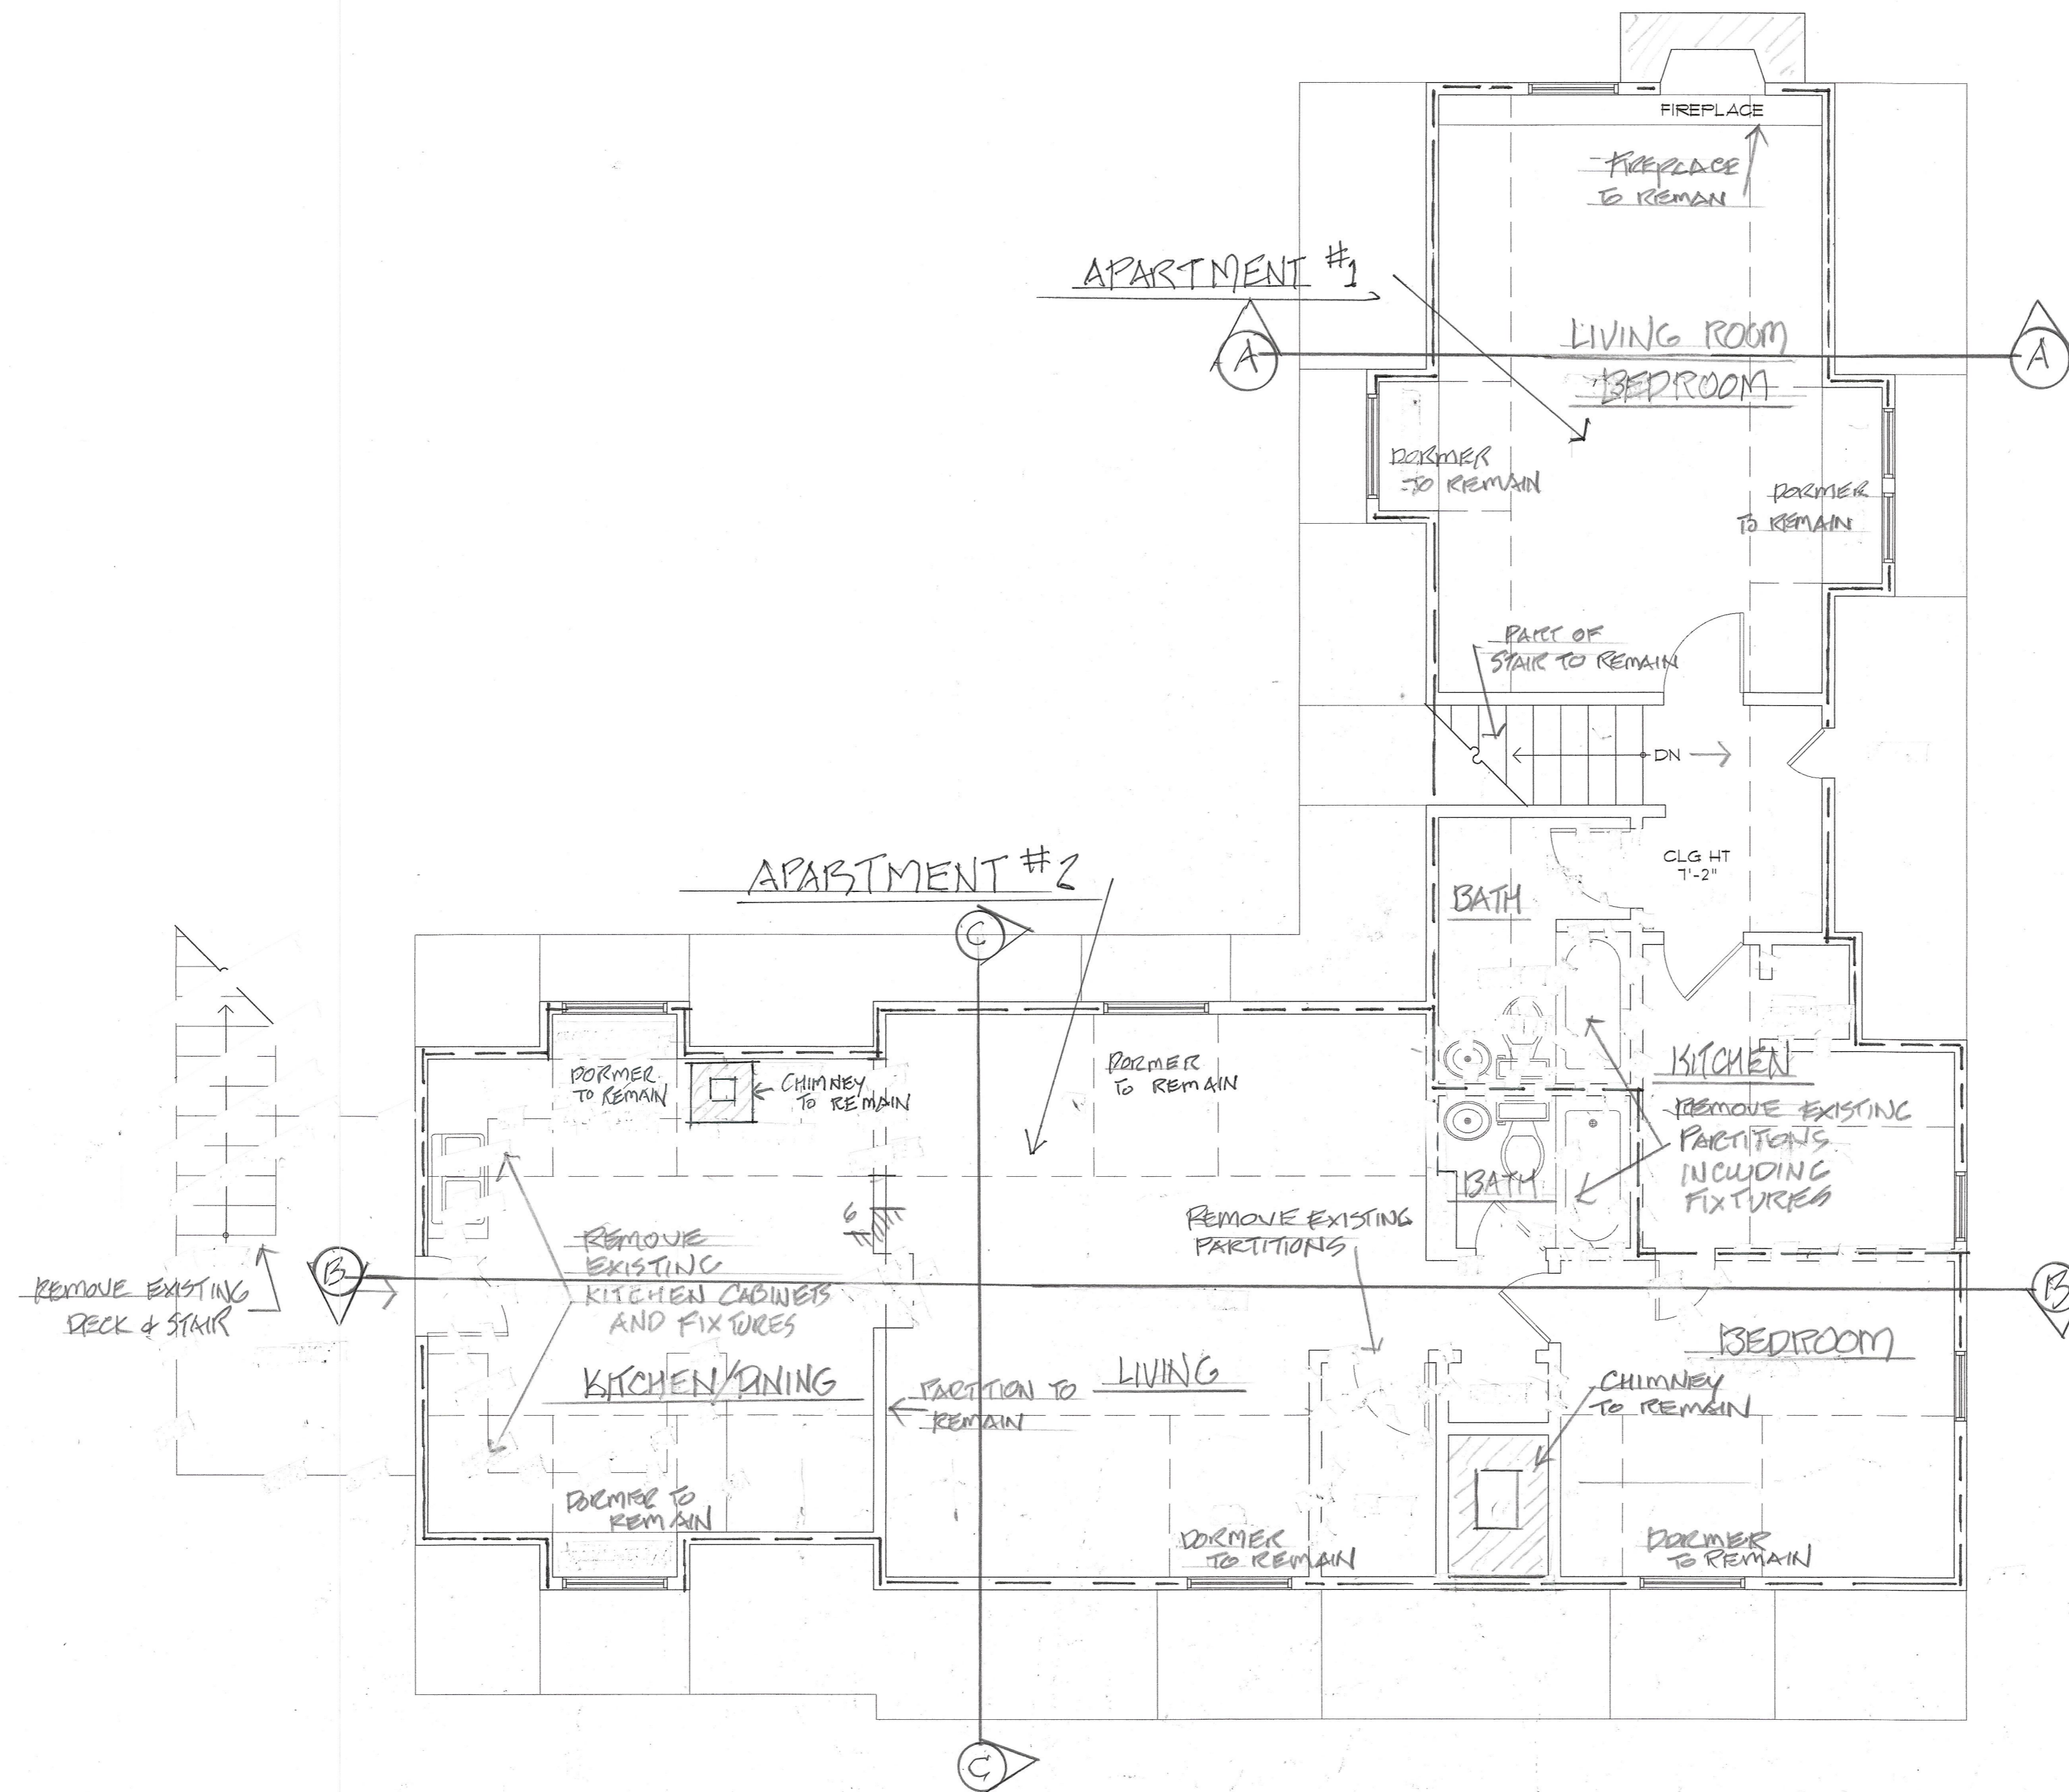 FIREPLACE
FIREPLACE
TO REMAN
APARTMENT #1
A
A
LIVING ROOM
BEDROOM
DORMER
TO REMAIN
DORMER
TO REMAIN
PART OF
STAIR TO REMAIN
DN
CLG HT
7'-2"
APARTMENT #2
BATH
C
DORMER
TO REMAIN
CHIMNEY
TO REMAIN
DORMER
TO REMAIN
KITCHEN
REMOVE EXISTING
PARTITIONS
INCLUDING
FIXTURES
BATH
6
REMOVE EXISTING
PARTITIONS
REMOVE
EXISTING
KITCHEN CABINETS
AND FIXTURES
REMOVE EXISTING
DECK & STAIR
B
B
KITCHEN/DINING
PARTITION TO
REMAIN
LIVING
BEDROOM
CHIMNEY
TO REMAIN
DORMER TO
REMAIN
DORMER
TO REMAIN
DORMER
TO REMAIN
C